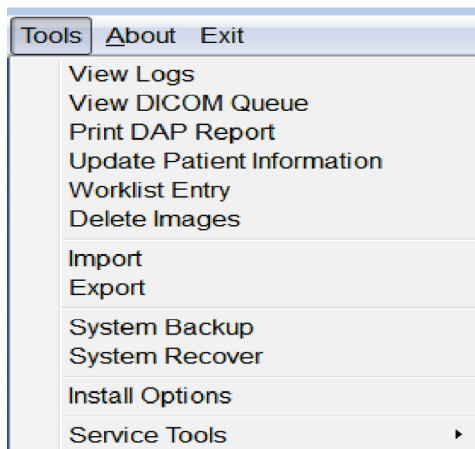 Tools About Exit
View Logs
View DICOM Queue
Print DAP Report
Update Patient Information
Worklist Entry
Delete Images
Import
Export
System Backup
System Recover
Install Options
Service Tools